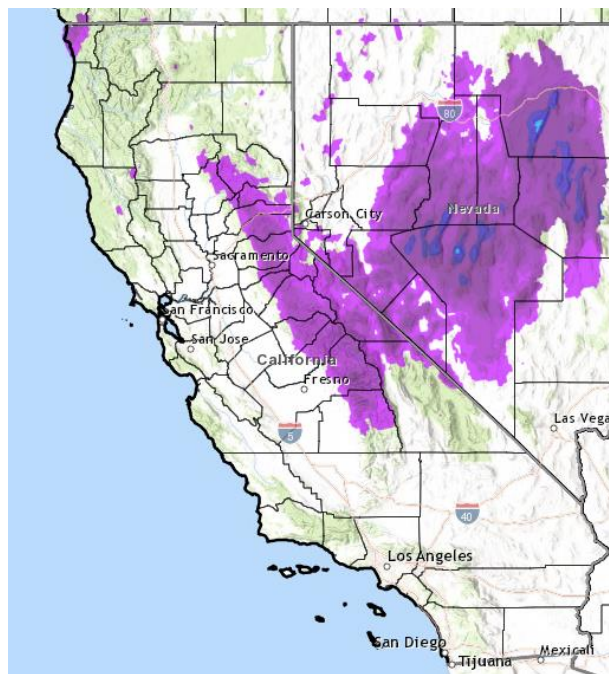 80
Nevada
Carson City
Sacramento
San Francisco
San Jose
California
Fresno
5
Las Vega
40
Los Angeles
San Diego
Tijuana
Mexicali